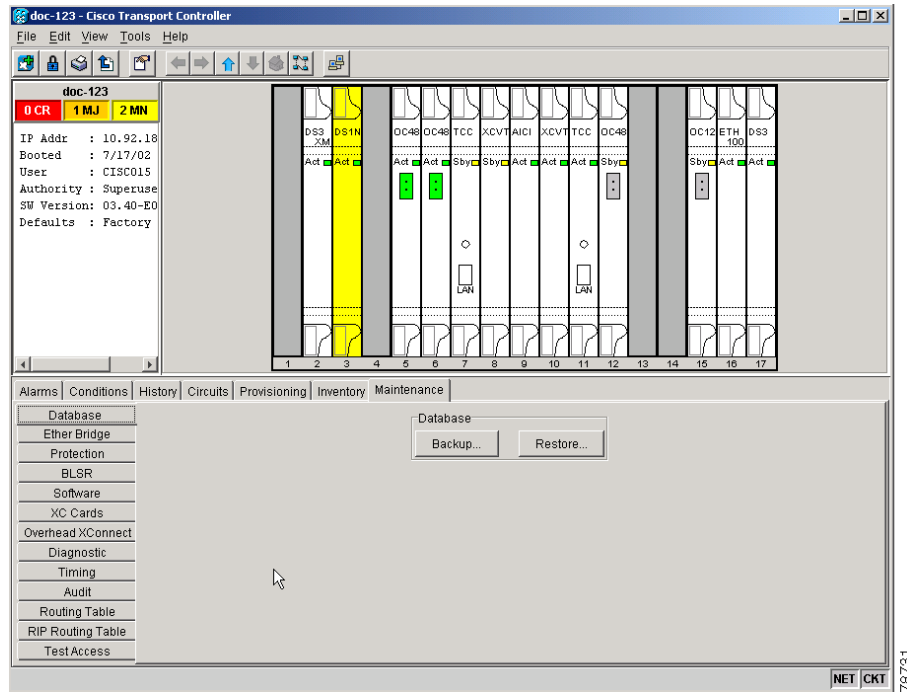 doc-123 - Cisco Transport Controller
File Edit View Tools Help
doc-123
0 CR 1 MJ 2 MN
IP Addr : 10.92.18
Booted : 7/17/02
User : CISCO15
Authority : Superuse
SW Version: 03.40-E0
Defaults : Factory
DS3 XM DS1N OC48 OC48 TCC XCVT AICI XCVT TCC OC48 OC12 ETH 100 DS3
Act Act Act Act Sby Sby Act Act Act Sby Sby Act Act
LAN LAN
1 2 3 4 5 6 7 8 9 10 11 12 13 14 15 16 17
Alarms Conditions History Circuits Provisioning Inventory Maintenance
Database
Ether Bridge
Protection
BLSR
Software
XC Cards
Overhead XConnect
Diagnostic
Timing
Audit
Routing Table
RIP Routing Table
Test Access
Database
Backup... Restore...
NET CKT
78731